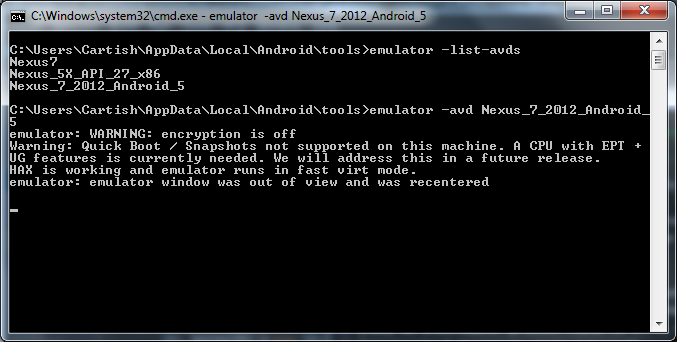 C:\Windows\system32\cmd.exe - emulator  -avd Nexus_7_2012_Android_5
C:\Users\Cartish\AppData\Local\Android\tools>emulator -list-avds
Nexus7
Nexus_5X_API_27_x86
Nexus_7_2012_Android_5
C:\Users\Cartish\AppData\Local\Android\tools>emulator -avd Nexus_7_2012_Android_
5
emulator: WARNING: encryption is off
Warning: Quick Boot / Snapshots not supported on this machine. A CPU with EPT +
UG features is currently needed. We will address this in a future release.
HAX is working and emulator runs in fast virt mode.
emulator: emulator window was out of view and was recentered